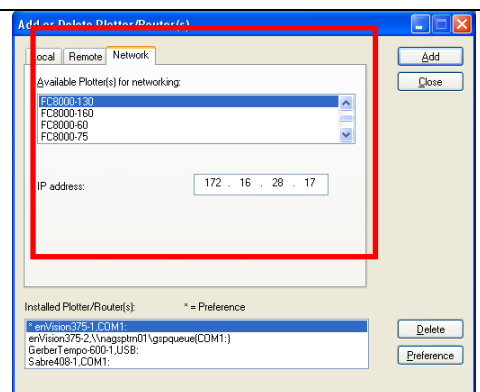 Add or Delete Plotter/Router(s)
Local Remote Network
Add
Close
Available Plotter(s) for networking:
FC8000-130
FC8000-160
FC8000-60
FC8000-75
IP address: 172 . 16 . 28 . 17
Installed Plotter/Router(s): * = Preference
* enVision375-1,COM1:
enVision375-2,\\nagsptm01\gspqueue(COM1:)
GerberTempo-600-1,USB:
Sabre408-1,COM1:
Delete
Preference